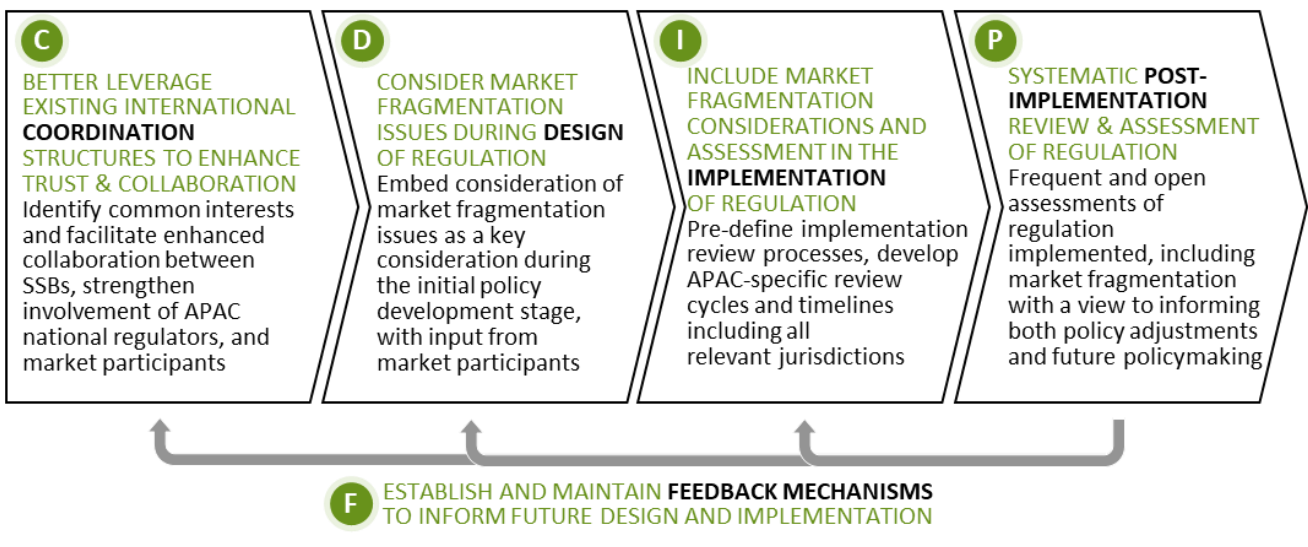 C
BETTER LEVERAGE
EXISTING INTERNATIONAL
COORDINATION
STRUCTURES TO ENHANCE
TRUST & COLLABORATION
Identify common interests
and facilitate enhanced
collaboration between
SSBs, strengthen
involvement of APAC
national regulators, and
market participants
D
CONSIDER MARKET
FRAGMENTATION
ISSUES DURING DESIGN
OF REGULATION
Embed consideration of
market fragmentation
issues as a key
consideration during
the initial policy
development stage,
with input from
market participants
I
INCLUDE MARKET
FRAGMENTATION
CONSIDERATIONS AND
ASSESSMENT IN THE
IMPLEMENTATION
OF REGULATION
Pre-define implementation
review processes, develop
APAC-specific review
cycles and timelines
including all
relevant jurisdictions
P
SYSTEMATIC POST-
IMPLEMENTATION
REVIEW & ASSESSMENT
OF REGULATION
Frequent and open
assessments of
regulation
implemented, including
market fragmentation
with a view to informing
both policy adjustments
and future policymaking
F
ESTABLISH AND MAINTAIN FEEDBACK MECHANISMS
TO INFORM FUTURE DESIGN AND IMPLEMENTATION